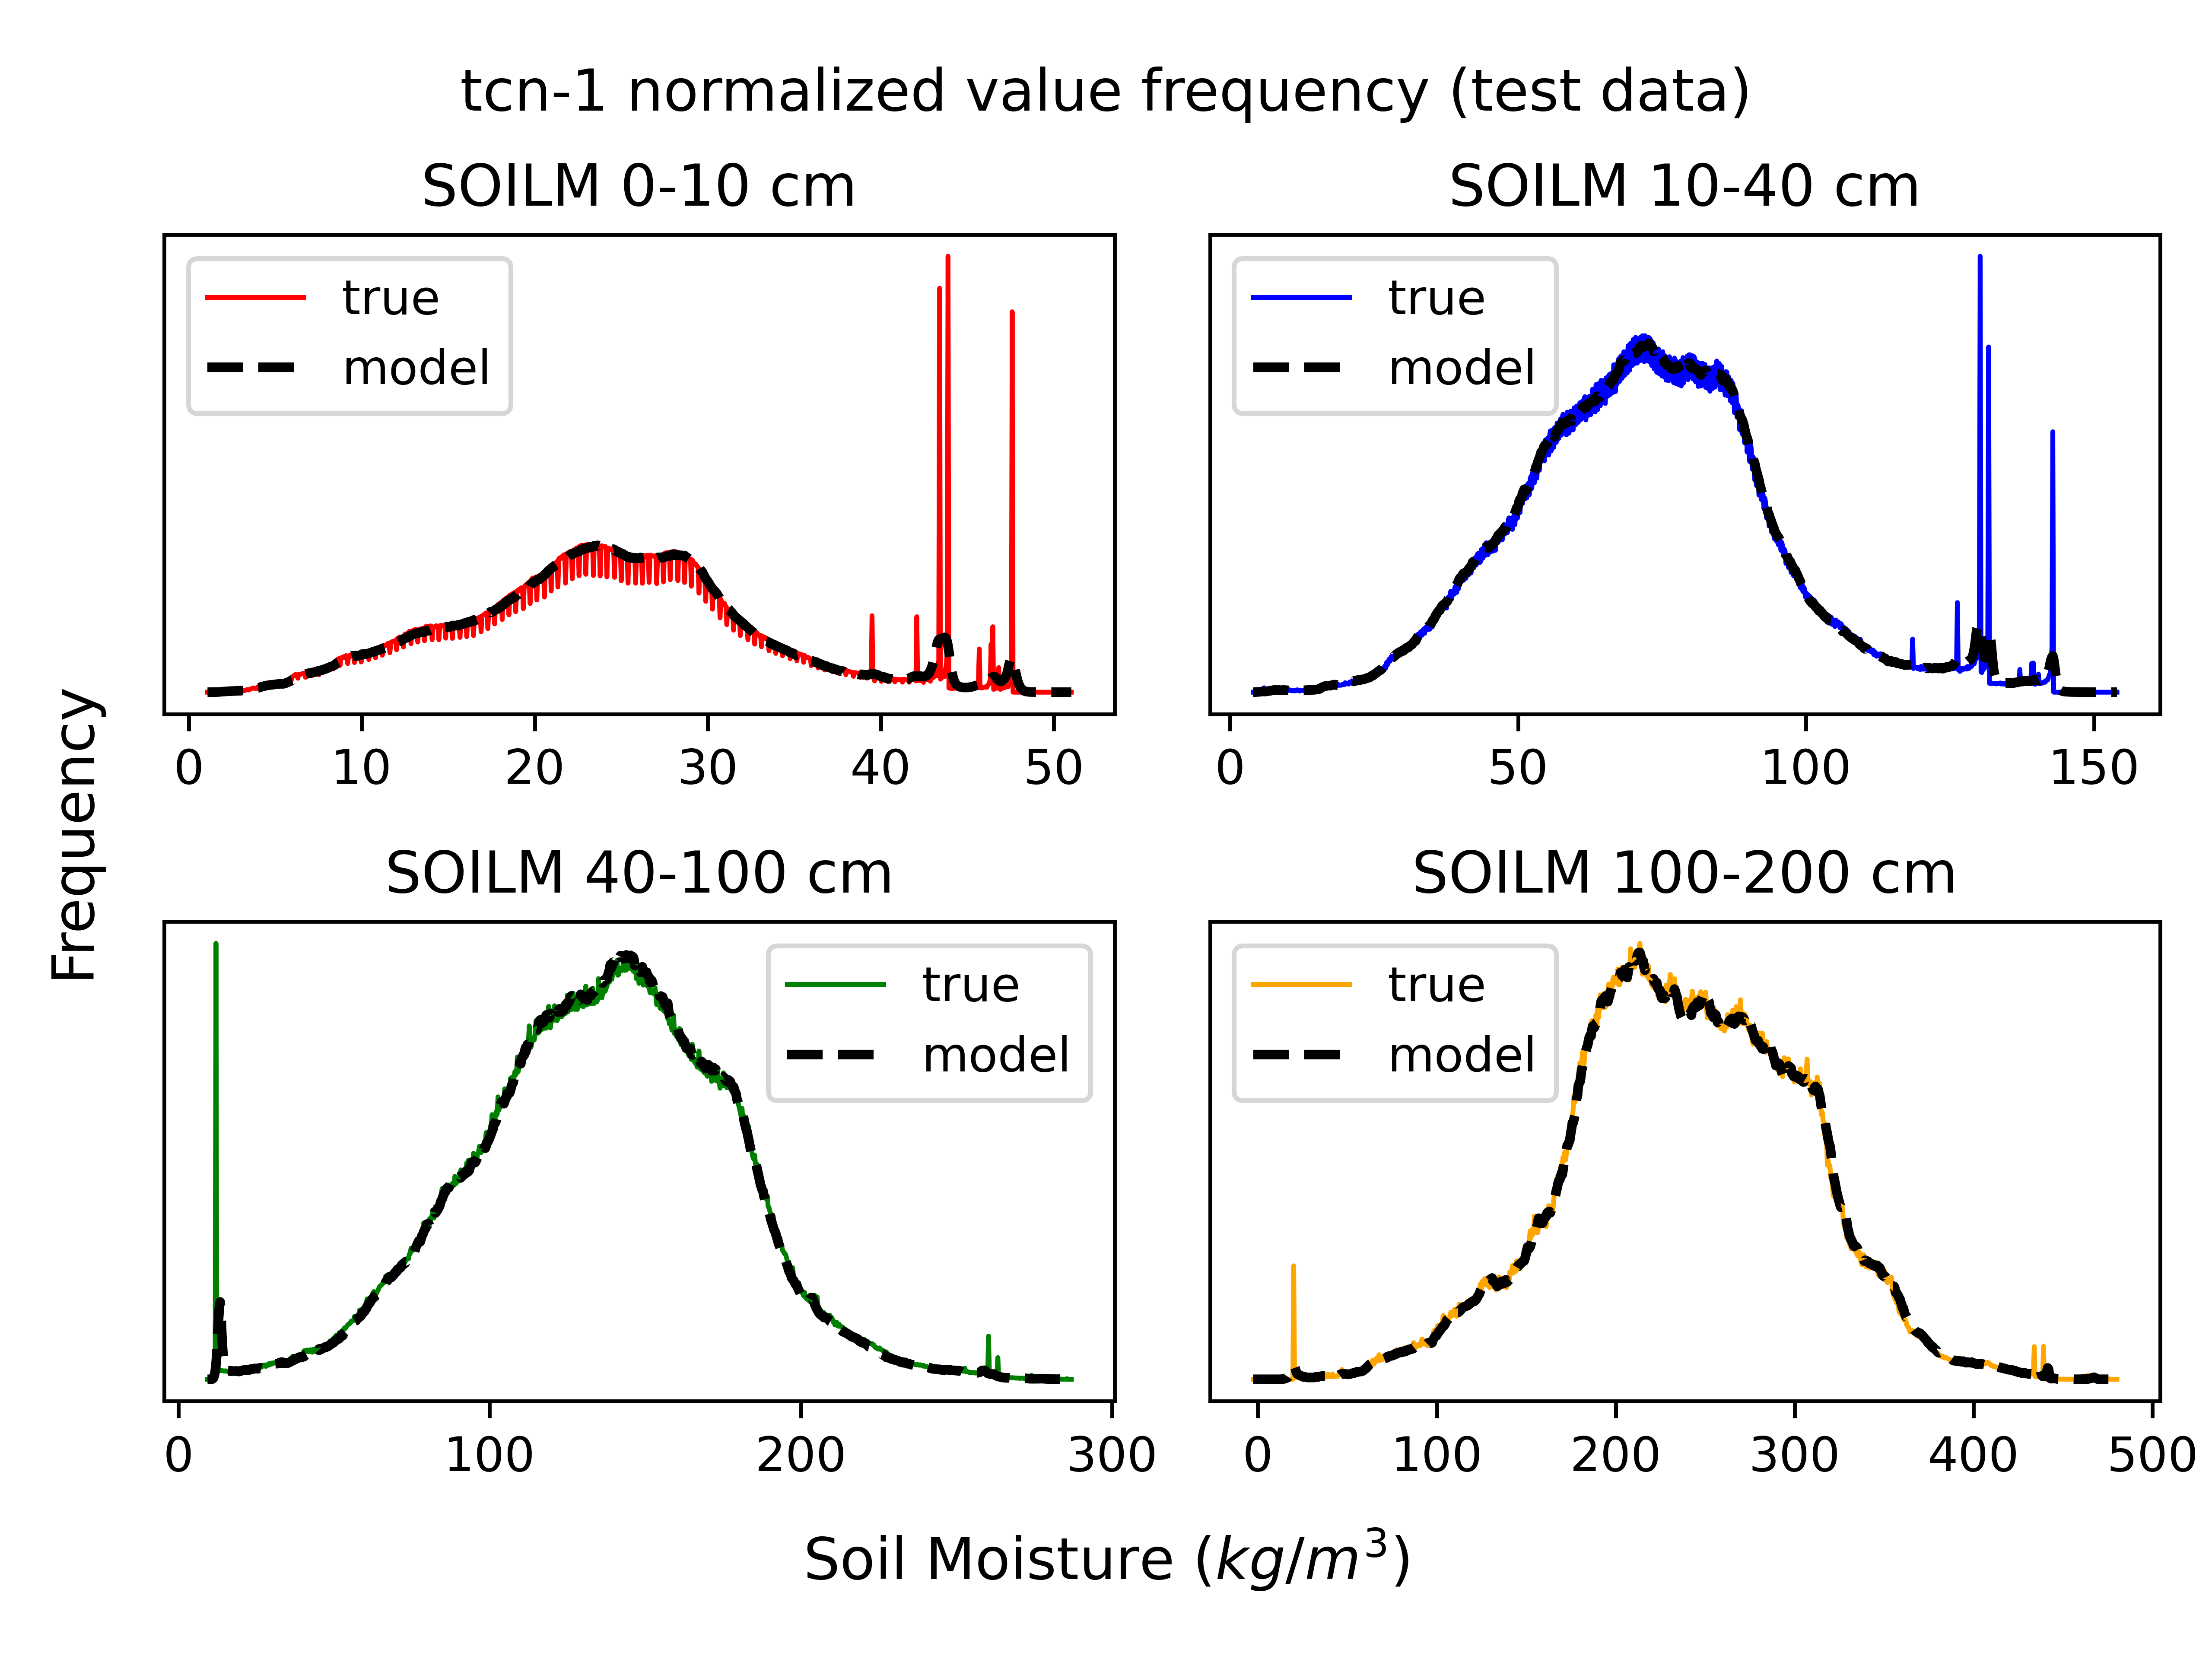 tcn-1 normalized value frequency (test data)
SOILM 0-10 cm
true
model
0 10 20 30 40 50
SOILM 10-40 cm
true
model
0 50 100 150
Frequency
SOILM 40-100 cm
true
model
0 100 200 300
SOILM 100-200 cm
true
model
0 100 200 300 400 500
Soil Moisture (kg/m³)